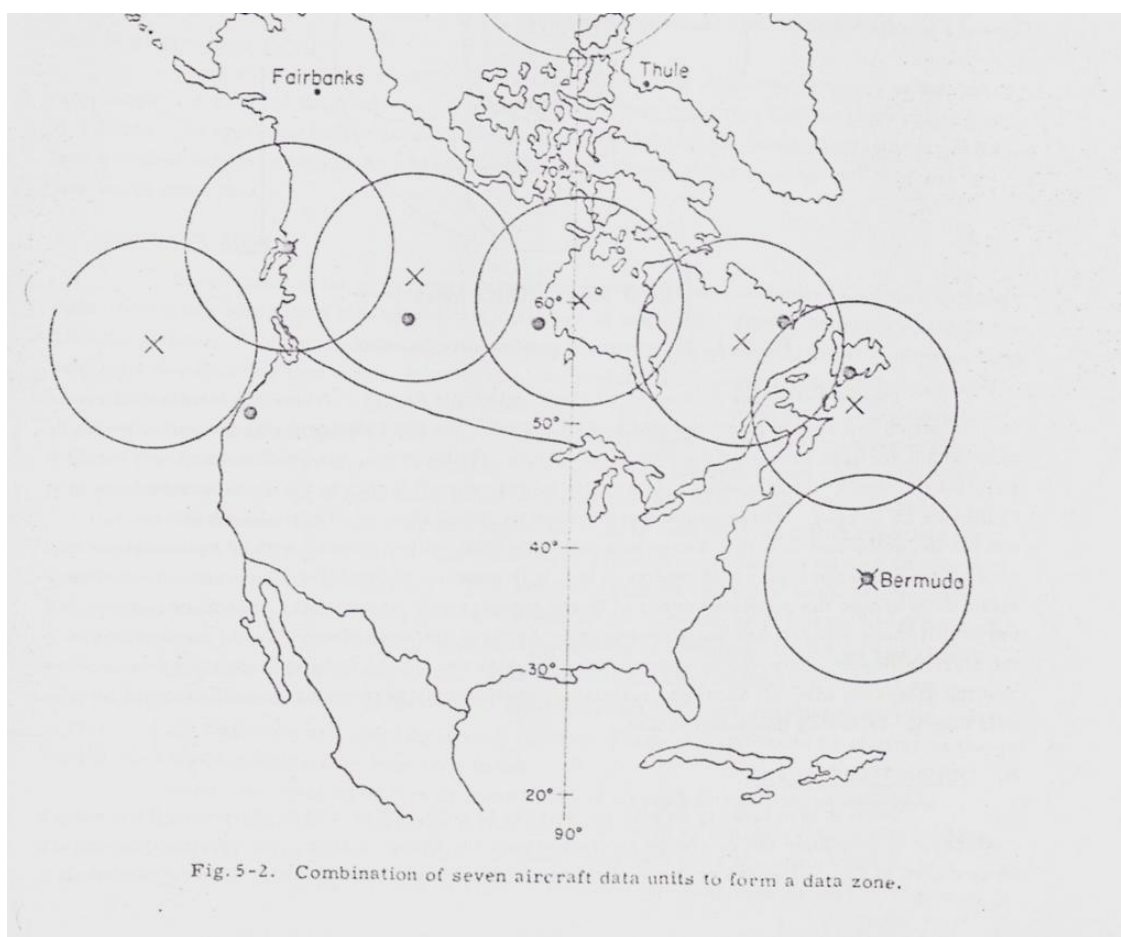 Fairbanks
Thule
70°
60°
50°
40°
Bermuda
30°
20°
90°
Fig. 5-2. Combination of seven aircraft data units to form a data zone.